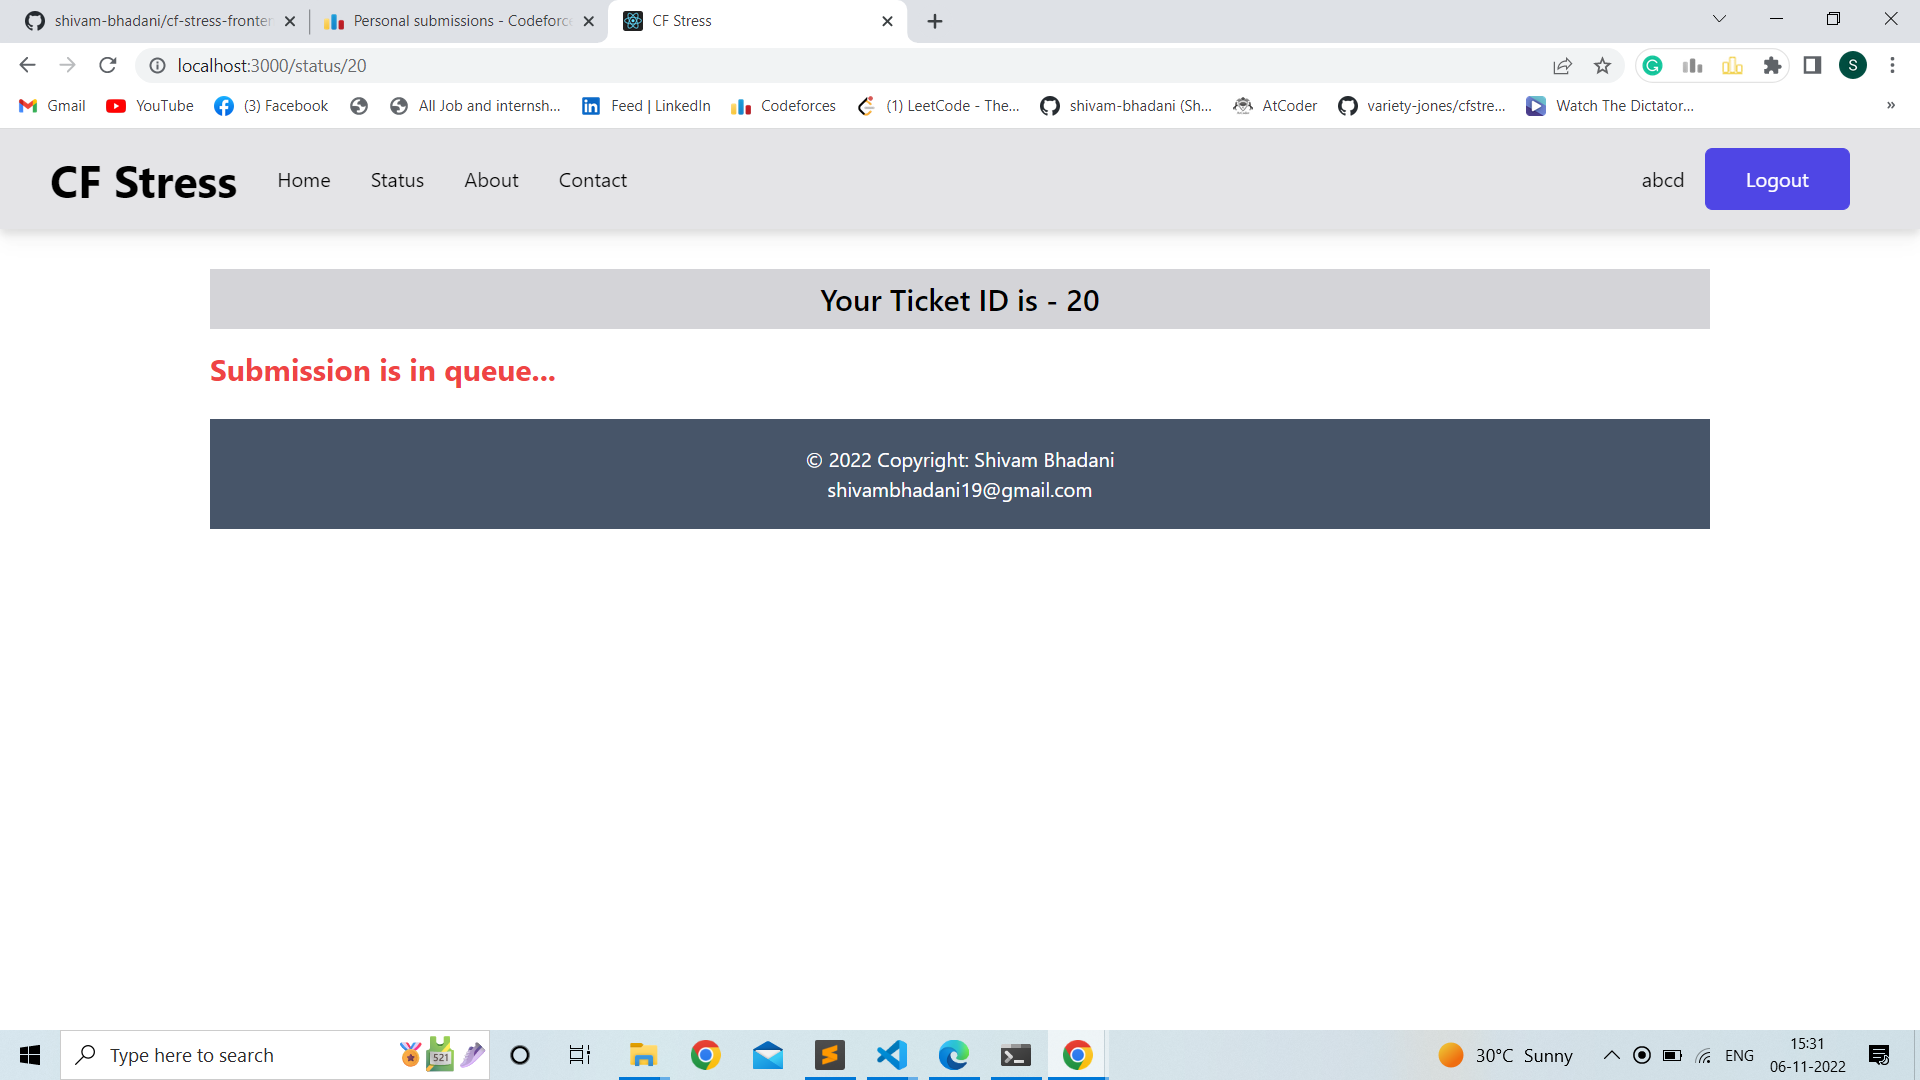 shivam-bhadani/cf-stress-fronten
Personal submissions - Codeforce
CF Stress
localhost:3000/status/20
S
Gmail
YouTube
(3) Facebook
All Job and internsh...
Feed | LinkedIn
Codeforces
(1) LeetCode - The...
shivam-bhadani (Sh...
AtCoder
variety-jones/cfstre...
Watch The Dictator...
»
CF Stress
Home
Status
About
Contact
abcd
Logout
Your Ticket ID is - 20
Submission is in queue...
© 2022 Copyright: Shivam Bhadani
shivambhadani19@gmail.com
Type here to search
521
30°C Sunny
ENG
15:31
06-11-2022